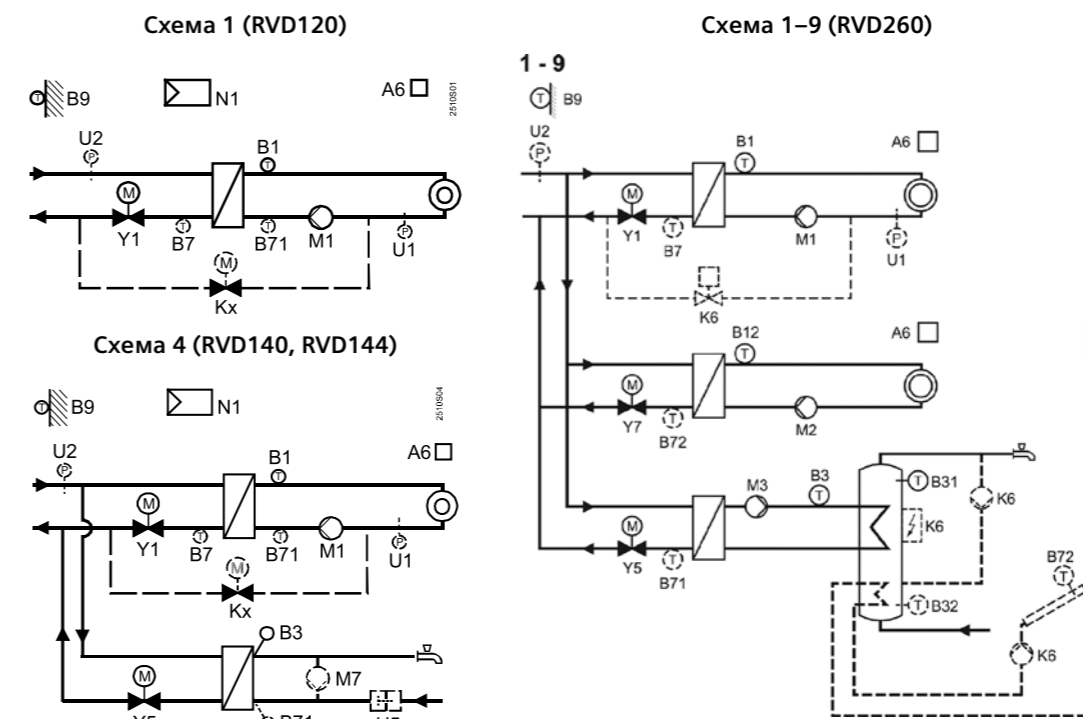 Схема 1 (RVD120)
B9
N1
A6
2510S01
U2
P
T
B1
T
M
Y1
T
B7
T
B71
M1
P
U1
M
Kx
Схема 4 (RVD140, RVD144)
T
B9
N1
A6
2510S04
U2
P
B1
T
M
Y1
T
B7
T
B71
M1
P
U1
M
Kx
B3
M
M7
Y5
B71
U5
Схема 1–9 (RVD260)
1 - 9
T
B9
U2
P
B1
T
A6
M
Y1
T
B7
M1
P
U1
K6
B12
T
A6
M
Y7
T
B72
M2
M3
B3
T
T
B31
K6
K6
M
Y5
T
B71
T
B32
B72
T
K6